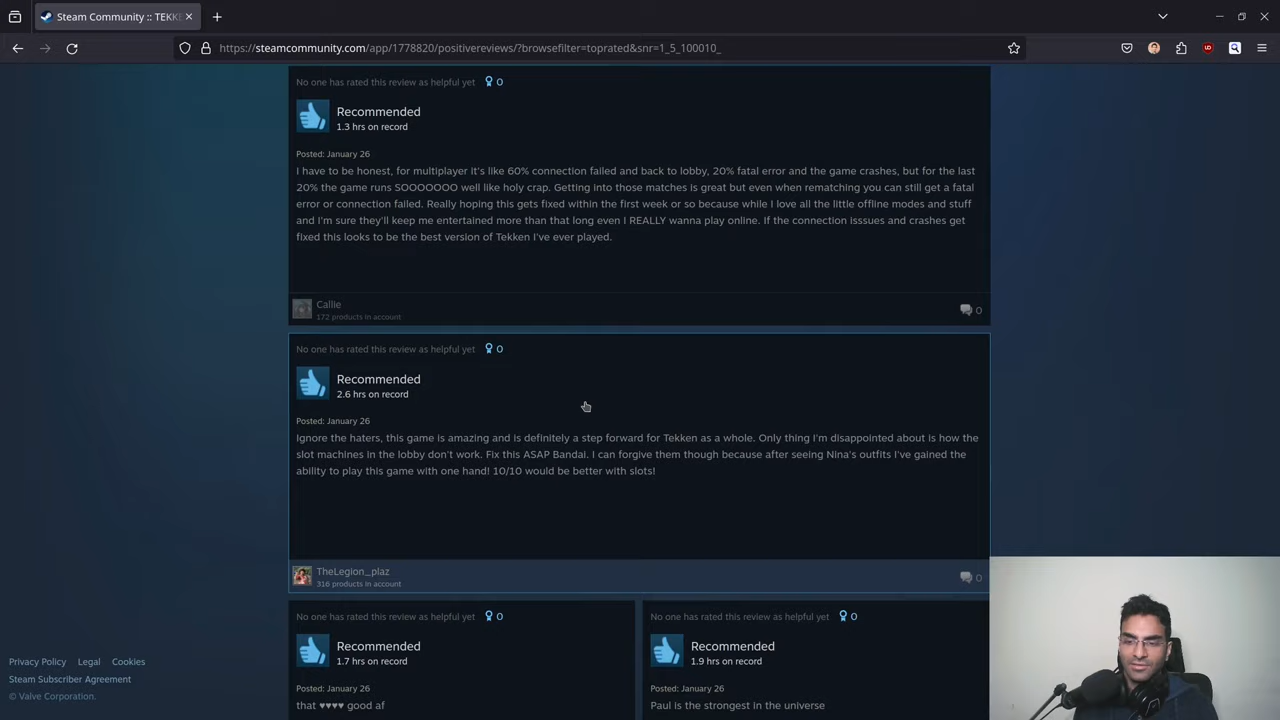 Steam Community :: TEKKE
https://steamcommunity.com/app/1778820/positivereviews/?browsefilter=toprated&snr=1_5_100010_
No one has rated this review as helpful yet 0
Recommended
1.3 hrs on record
Posted: January 26
I have to be honest, for multiplayer it's like 60% connection failed and back to lobby, 20% fatal error and the game crashes, but for the last
20% the game runs SOOOOOOO well like holy crap. Getting into those matches is great but even when rematching you can still get a fatal
error or connection failed. Really hoping this gets fixed within the first week or so because while I love all the little offline modes and stuff
and I'm sure they'll keep me entertained more than that long even I REALLY wanna play online. If the connection isssues and crashes get
fixed this looks to be the best version of Tekken I've ever played.
Callie
172 products in account
0
No one has rated this review as helpful yet 0
Recommended
2.6 hrs on record
Posted: January 26
Ignore the haters, this game is amazing and is definitely a step forward for Tekken as a whole. Only thing I'm disappointed about is how the
slot machines in the lobby don't work. Fix this ASAP Bandai. I can forgive them though because after seeing Nina's outfits I've gained the
ability to play this game with one hand! 10/10 would be better with slots!
TheLegion_plaz
316 products in account
0
No one has rated this review as helpful yet 0
Recommended
1.7 hrs on record
Posted: January 26
that ♥♥♥♥ good af
No one has rated this review as helpful yet 0
Recommended
1.9 hrs on record
Posted: January 26
Paul is the strongest in the universe
Privacy Policy Legal Cookies
Steam Subscriber Agreement
© Valve Corporation.